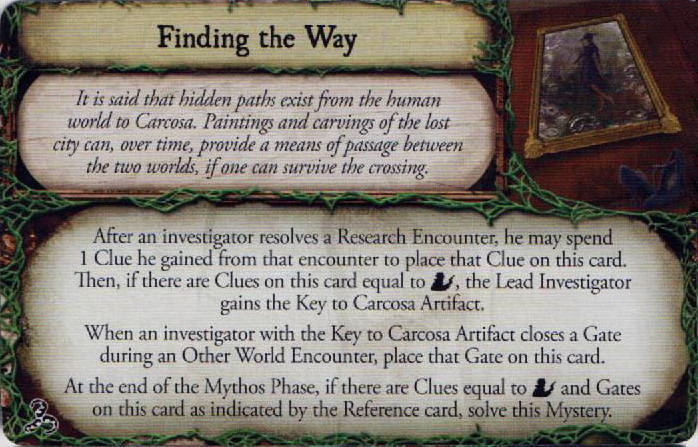 Finding the Way
It is said that hidden paths exist from the human
world to Carcosa. Paintings and carvings of the lost
city can, over time, provide a means of passage between
the two worlds, if one can survive the crossing.
After an investigator resolves a Research Encounter, he may spend
1 Clue he gained from that encounter to place that Clue on this card.
Then, if there are Clues on this card equal to , the Lead Investigator
gains the Key to Carcosa Artifact.
When an investigator with the Key to Carcosa Artifact closes a Gate
during an Other World Encounter, place that Gate on this card.
At the end of the Mythos Phase, if there are Clues equal to and Gates
on this card as indicated by the Reference card, solve this Mystery.